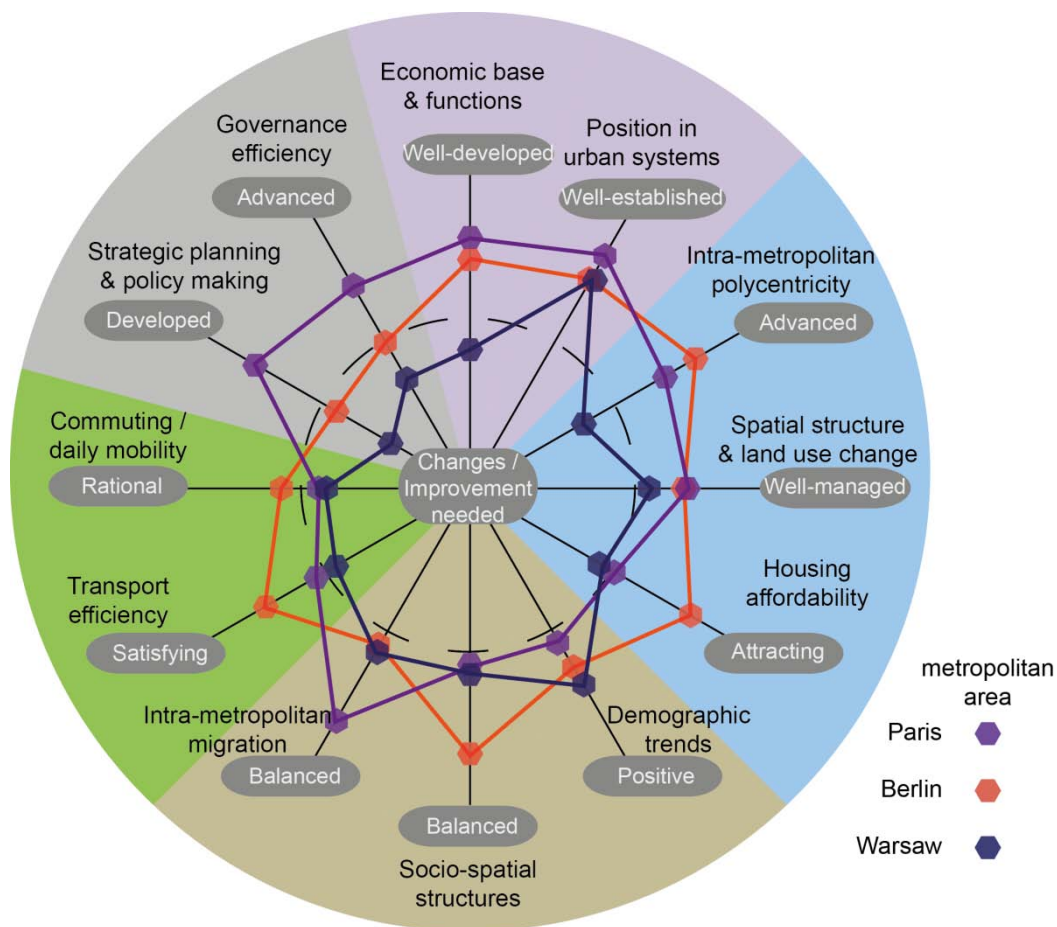 Economic base
& functions
Well-developed
Position in
urban systems
Well-established
Intra-metropolitan
polycentricity
Advanced
Spatial structure
& land use change
Well-managed
Housing
affordability
Attracting
Demographic
trends
Positive
Balanced
Socio-spatial
structures
Intra-metropolitan
migration
Balanced
Transport
efficiency
Satisfying
Commuting /
daily mobility
Rational
Strategic planning
& policy making
Developed
Governance
efficiency
Advanced
Changes /
Improvement
needed
metropolitan
area
Paris
Berlin
Warsaw